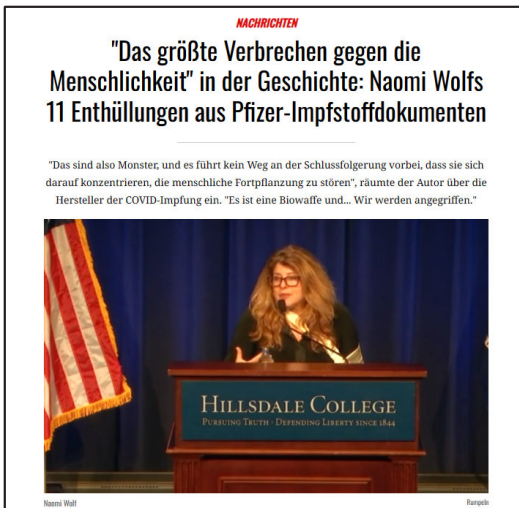 NACHRICHTEN
"Das größte Verbrechen gegen die
Menschlichkeit" in der Geschichte: Naomi Wolfs
11 Enthüllungen aus Pfizer-Impfstoffdokumenten
"Das sind also Monster, und es führt kein Weg an der Schlussfolgerung vorbei, dass sie sich
darauf konzentrieren, die menschliche Fortpflanzung zu stören", räumte der Autor über die
Hersteller der COVID-Impfung ein. "Es ist eine Biowaffe und... Wir werden angegriffen."
HILLSDALE COLLEGE
PURSUING TRUTH · DEFENDING LIBERTY SINCE 1844
Naomi Wolf
Rumpeln